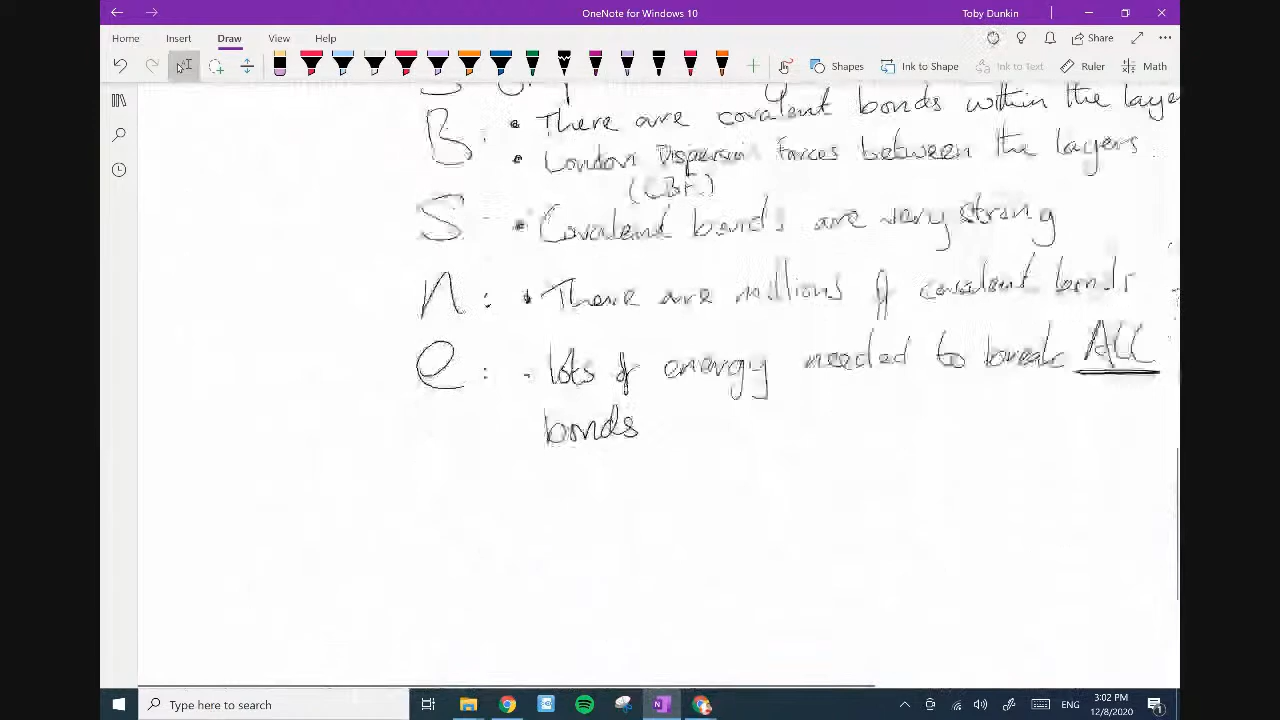 OneNote for Windows 10
Toby Dunkin
Home Insert Draw View Help
Share
Shapes Ink to Shape Ink to Text Ruler Math
B. • There are covalent bonds within the layer
• London Dispersion Forces between the layers
(LDF)
S • Covalent bonds are very strong
n: • There are millions of covalent bonds
e: - lots of energy needed to break ALL
bonds
Type here to search
ENG
3:02 PM
12/8/2020